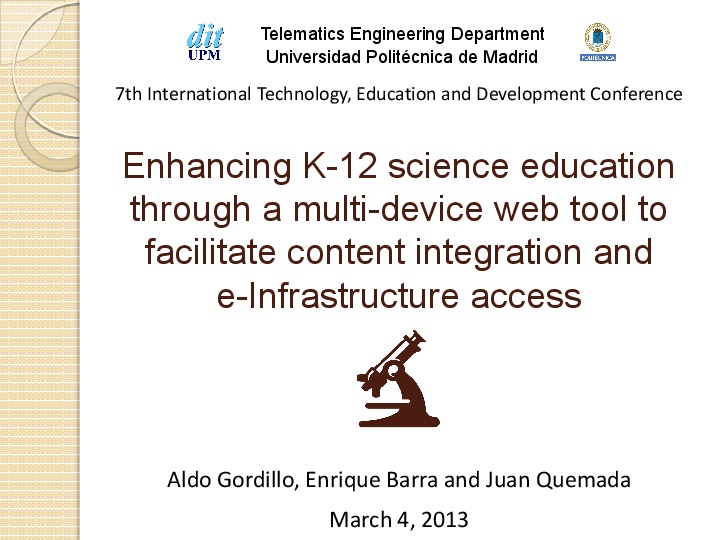 dit
UPM
Telematics Engineering Department
Universidad Politécnica de Madrid
POLITÉCNICA
7th International Technology, Education and Development Conference
Enhancing K-12 science education
through a multi-device web tool to
facilitate content integration and
e-Infrastructure access
Aldo Gordillo, Enrique Barra and Juan Quemada
March 4, 2013